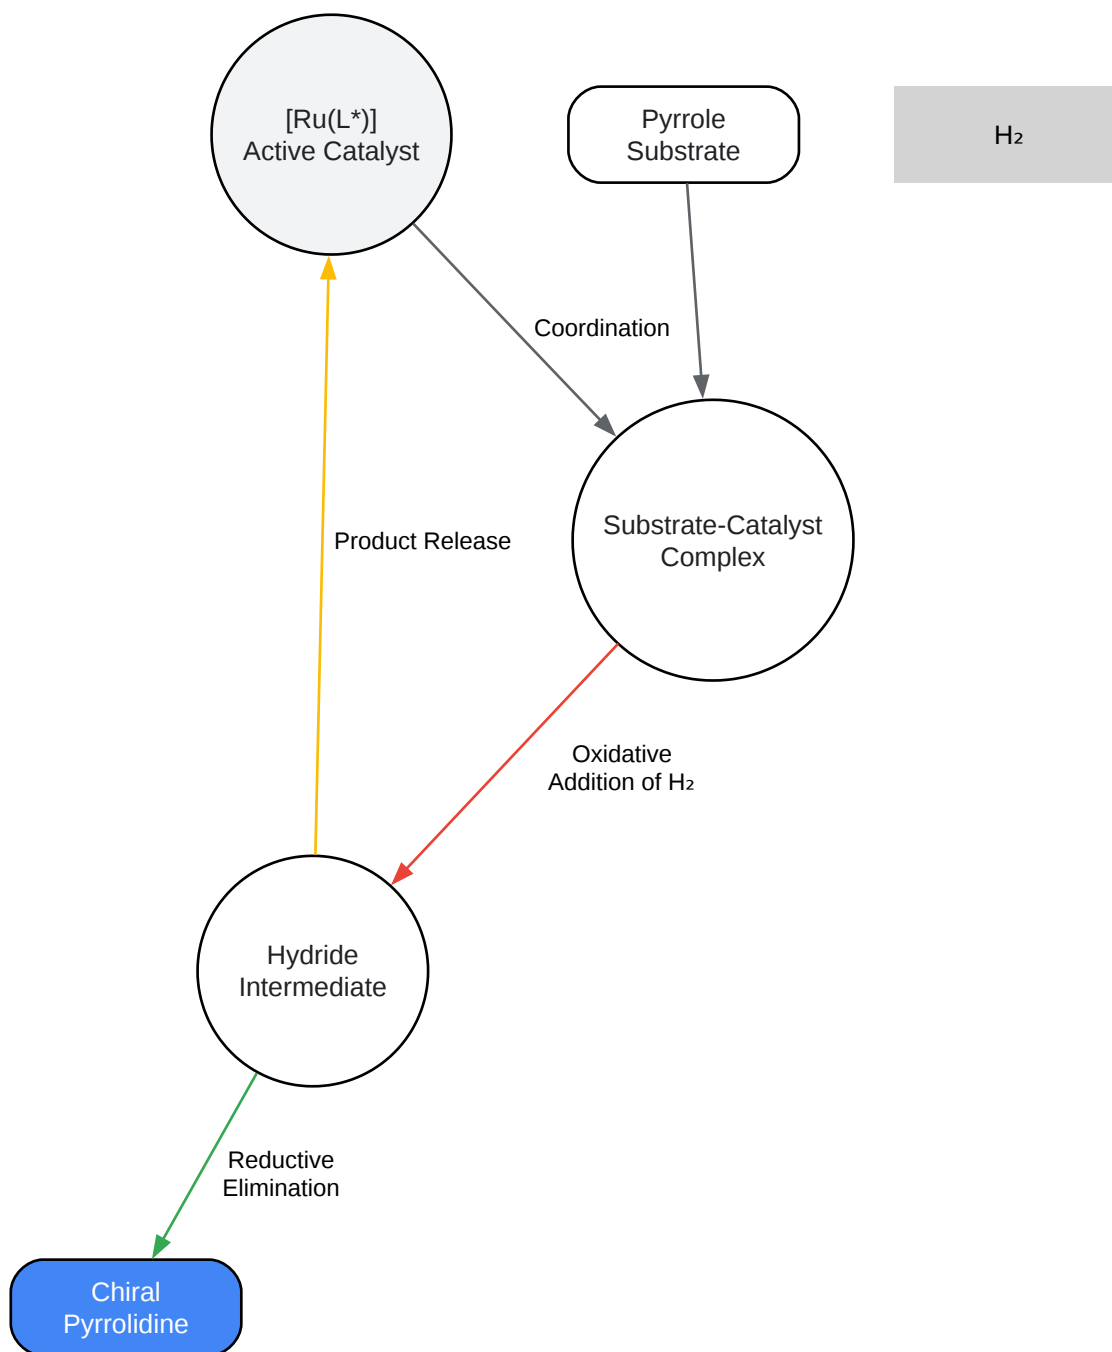 [Ru(L*)]
Active Catalyst
Pyrrole
Substrate
H₂
Coordination
Substrate-Catalyst
Complex
Product Release
Oxidative
Addition of H₂
Hydride
Intermediate
Reductive
Elimination
Chiral
Pyrrolidine